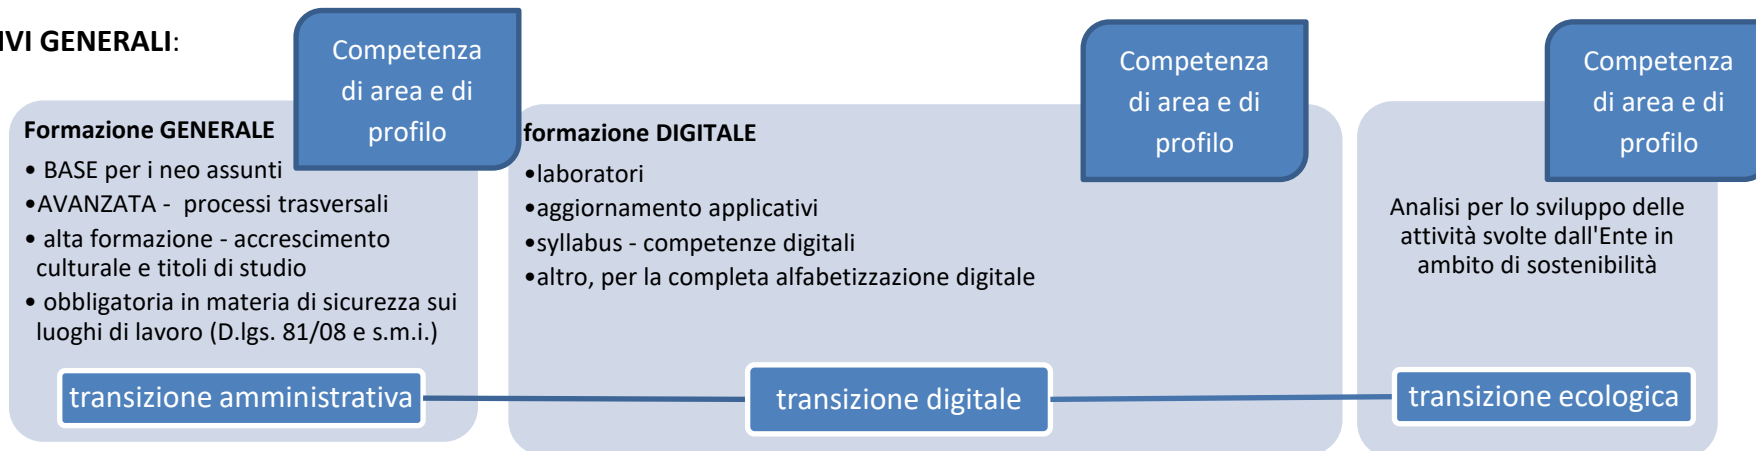 IVI GENERALI:
Competenza
di area e di
profilo
Formazione GENERALE
• BASE per i neo assunti
•AVANZATA - processi trasversali
• alta formazione - accrescimento
culturale e titoli di studio
• obbligatoria in materia di sicurezza sui
luoghi di lavoro (D.lgs. 81/08 e s.m.i.)
transizione amministrativa
Competenza
di area e di
profilo
formazione DIGITALE
•laboratori
•aggiornamento applicativi
•syllabus - competenze digitali
•altro, per la completa alfabetizzazione digitale
transizione digitale
Competenza
di area e di
profilo
Analisi per lo sviluppo delle
attività svolte dall'Ente in
ambito di sostenibilità
transizione ecologica